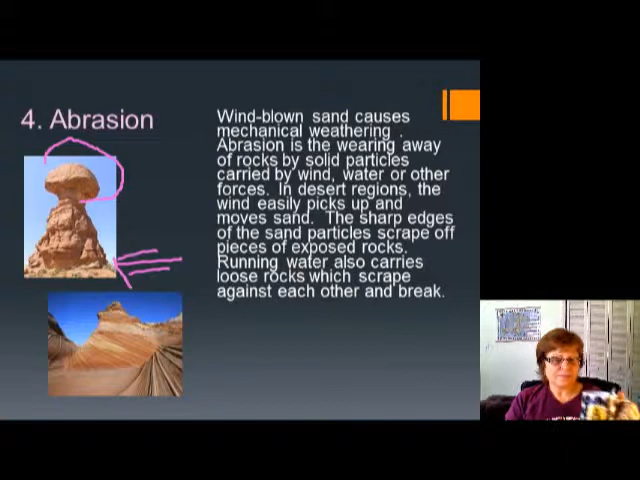 4. Abrasion
Wind-blown sand causes
mechanical weathering .
Abrasion is the wearing away
of rocks by solid particles
carried by wind, water or other
forces. In desert regions, the
wind easily picks up and
moves sand. The sharp edges
of the sand particles scrape off
pieces of exposed rocks.
Running water also carries
loose rocks which scrape
against each other and break.